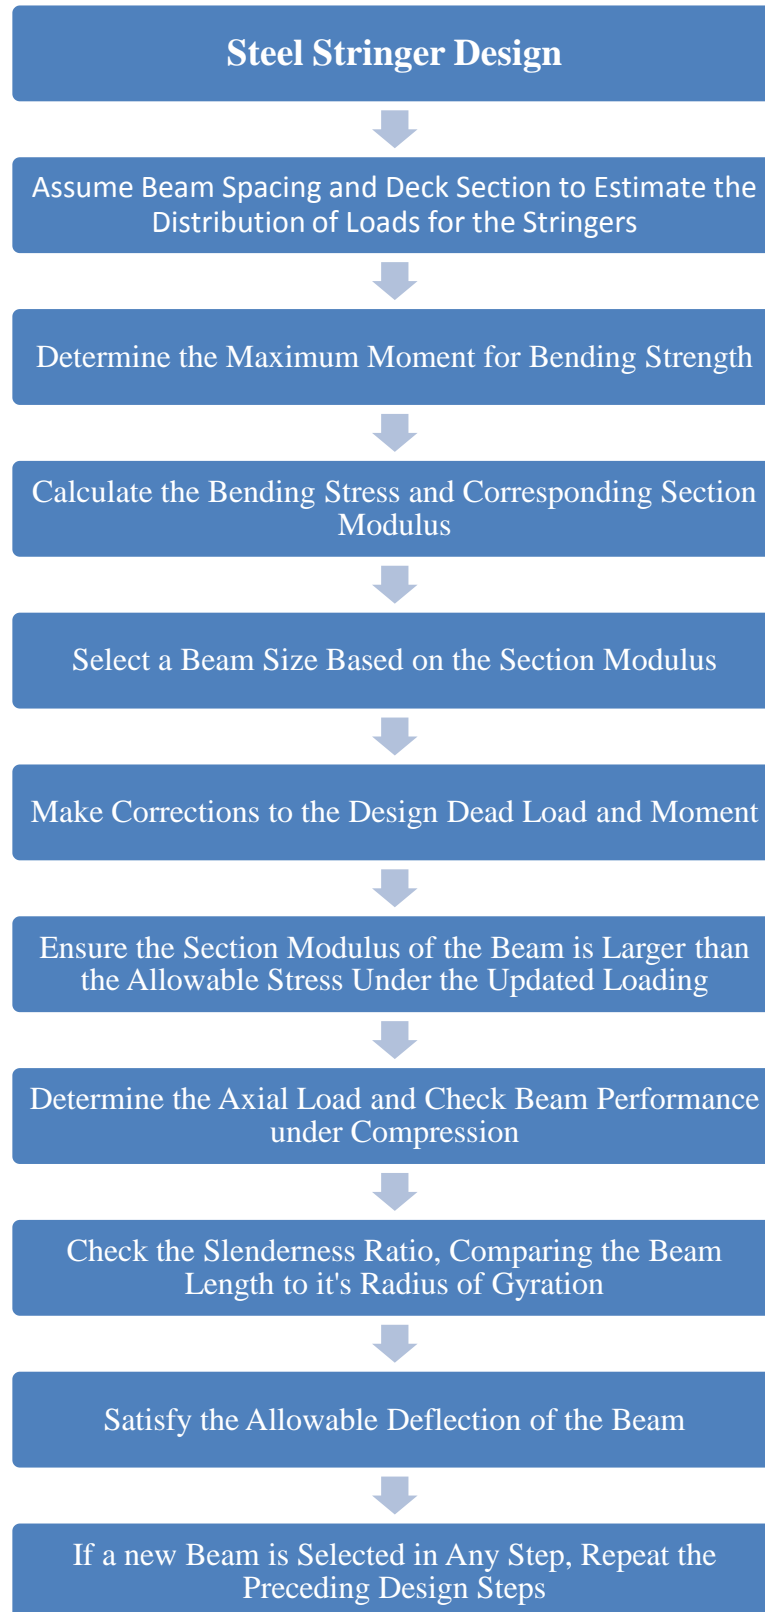 Steel Stringer Design
Assume Beam Spacing and Deck Section to Estimate the
Distribution of Loads for the Stringers
Determine the Maximum Moment for Bending Strength
Calculate the Bending Stress and Corresponding Section
Modulus
Select a Beam Size Based on the Section Modulus
Make Corrections to the Design Dead Load and Moment
Ensure the Section Modulus of the Beam is Larger than
the Allowable Stress Under the Updated Loading
Determine the Axial Load and Check Beam Performance
under Compression
Check the Slenderness Ratio, Comparing the Beam
Length to it's Radius of Gyration
Satisfy the Allowable Deflection of the Beam
If a new Beam is Selected in Any Step, Repeat the
Preceding Design Steps